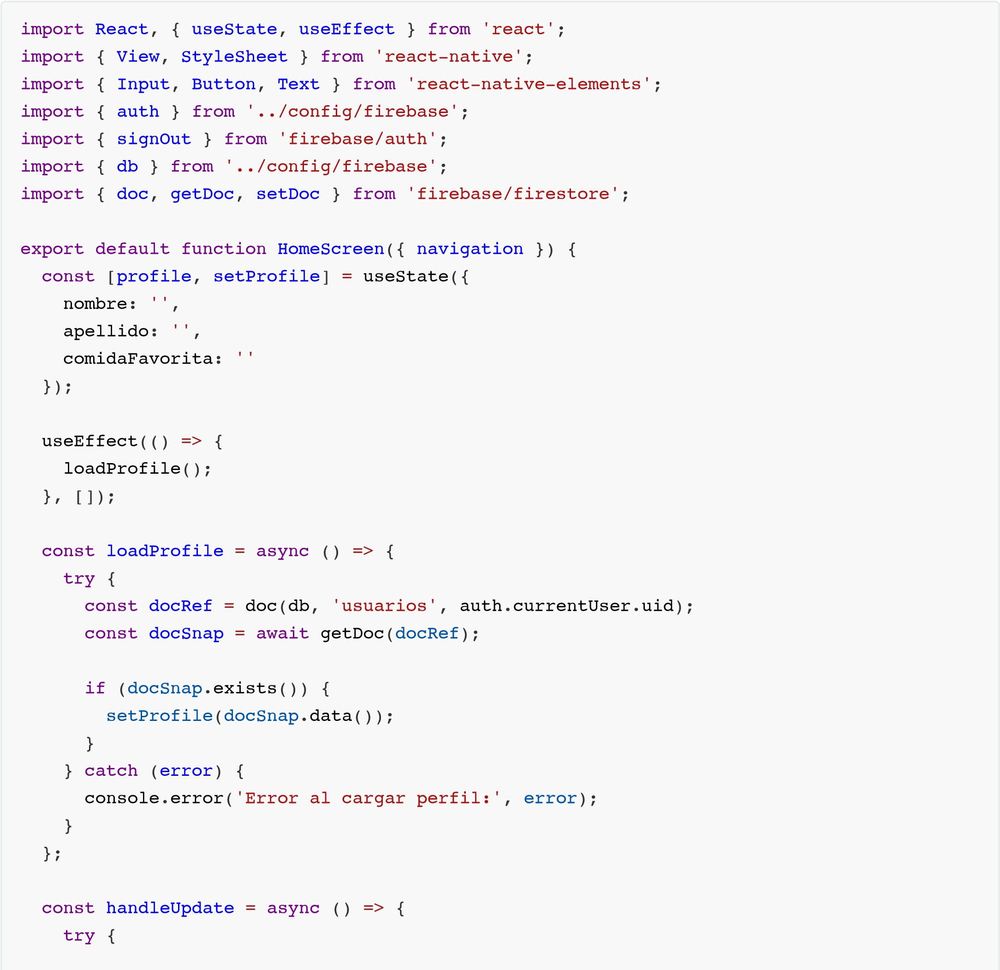 import React, { useState, useEffect } from 'react';
import { View, StyleSheet } from 'react-native';
import { Input, Button, Text } from 'react-native-elements';
import { auth } from '../config/firebase';
import { signOut } from 'firebase/auth';
import { db } from '../config/firebase';
import { doc, getDoc, setDoc } from 'firebase/firestore';

export default function HomeScreen({ navigation }) {
  const [profile, setProfile] = useState({
    nombre: '',
    apellido: '',
    comidaFavorita: ''
  });

  useEffect(() => {
    loadProfile();
  }, []);

  const loadProfile = async () => {
    try {
      const docRef = doc(db, 'usuarios', auth.currentUser.uid);
      const docSnap = await getDoc(docRef);

      if (docSnap.exists()) {
        setProfile(docSnap.data());
      }
    } catch (error) {
      console.error('Error al cargar perfil:', error);
    }
  };

  const handleUpdate = async () => {
    try {